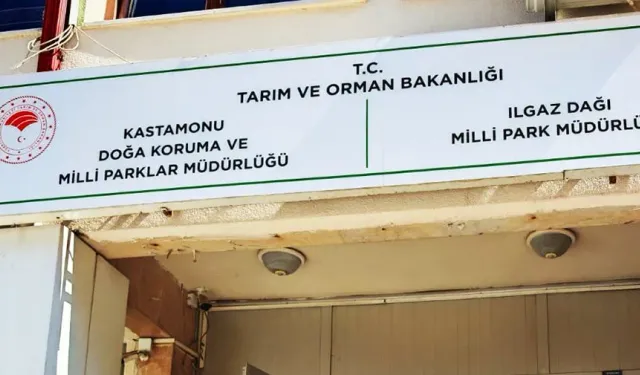 T.C.
TARIM VE ORMAN BAKANLIĞI
KASTAMONU
DOĞA KORUMA VE
MİLLİ PARKLAR MÜDÜRLÜĞÜ
ILGAZ DAĞI
MİLLİ PARK